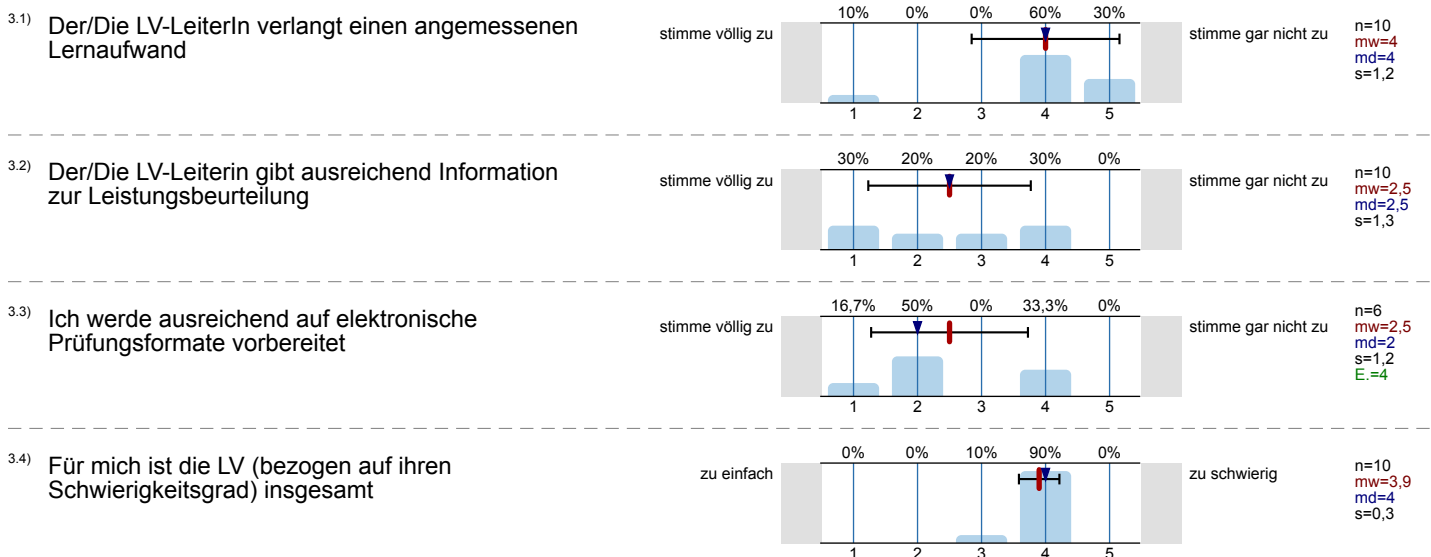 3.1) Der/Die LV-LeiterIn verlangt einen angemessenen
Lernaufwand
stimme völlig zu
10% 0% 0% 60% 30%
1 2 3 4 5
stimme gar nicht zu
n=10
mw=4
md=4
s=1,2
3.2) Der/Die LV-Leiterin gibt ausreichend Information
zur Leistungsbeurteilung
stimme völlig zu
30% 20% 20% 30% 0%
1 2 3 4 5
stimme gar nicht zu
n=10
mw=2,5
md=2,5
s=1,3
3.3) Ich werde ausreichend auf elektronische
Prüfungsformate vorbereitet
stimme völlig zu
16,7% 50% 0% 33,3% 0%
1 2 3 4 5
stimme gar nicht zu
n=6
mw=2,5
md=2
s=1,2
E.=4
3.4) Für mich ist die LV (bezogen auf ihren
Schwierigkeitsgrad) insgesamt
zu einfach
0% 0% 10% 90% 0%
1 2 3 4 5
zu schwierig
n=10
mw=3,9
md=4
s=0,3